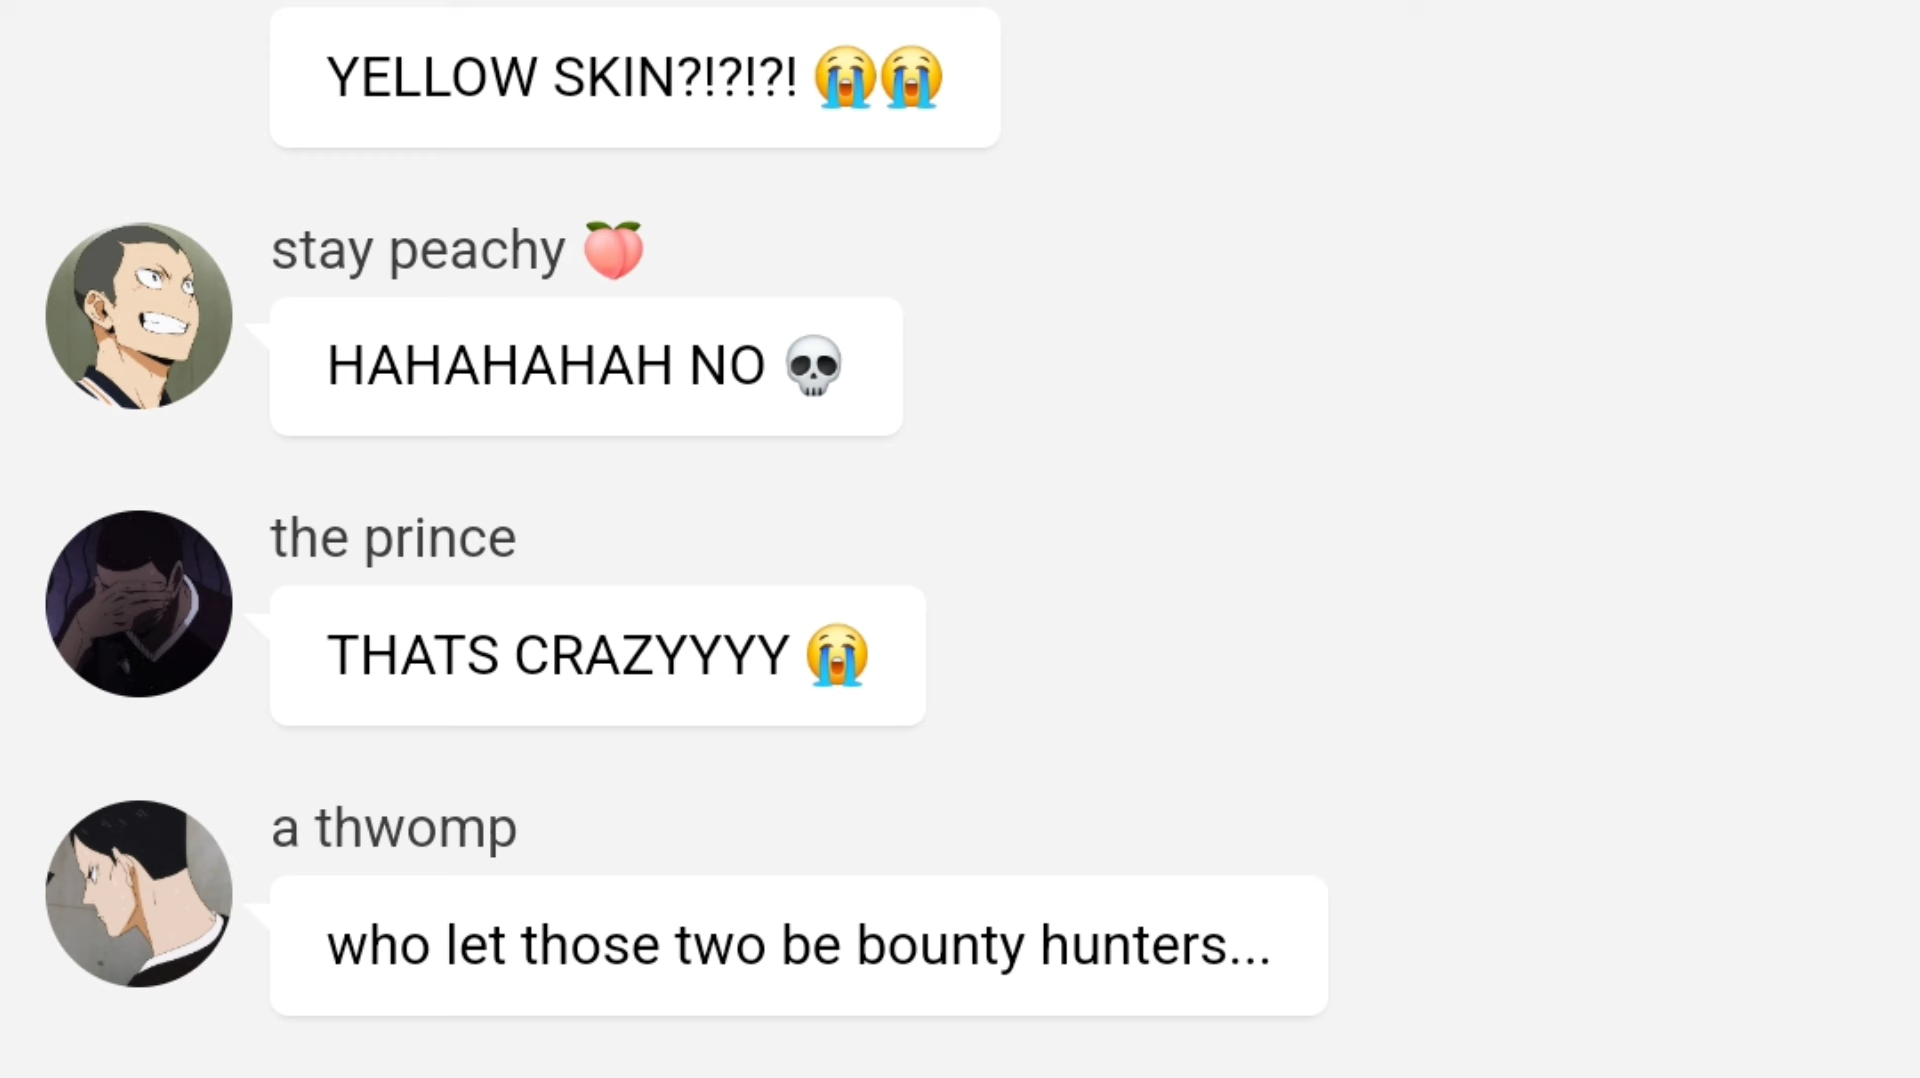 YELLOW SKIN?!?!?! 😭😭
stay peachy 🍑
HAHAHAHAH NO 💀
the prince
THATS CRAZYYYY 😭
a thwomp
who let those two be bounty hunters...